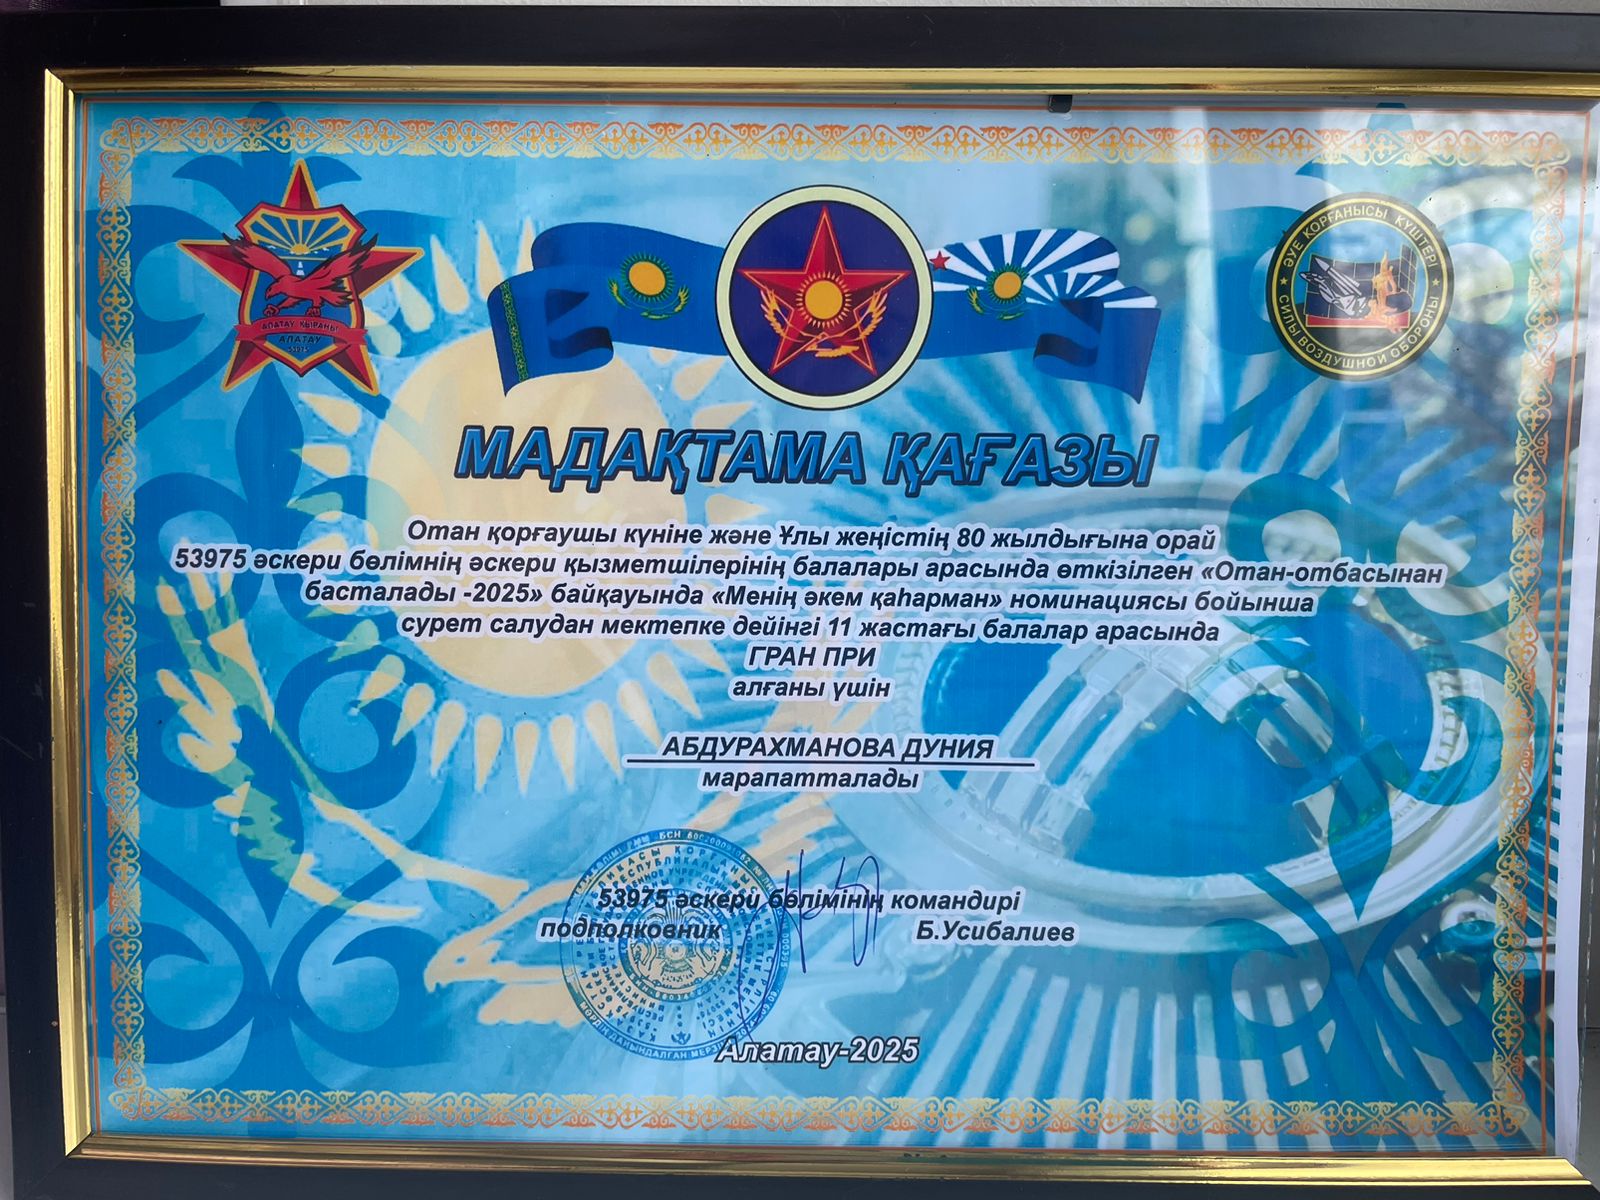 АЛАТАУ ҚЫРАНЫ
АЛАТАУ
53975
ӘУЕ ҚОРҒАНЫСЫ КҮШТЕРІ
СИЛЫ ВОЗДУШНОЙ ОБОРОНЫ
МАДАҚТАМА ҚАҒАЗЫ
Отан қорғаушы күніне және Ұлы жеңістің 80 жылдығына орай
53975 әскери бөлімнің әскери қызметшілерінің балалары арасында өткізілген «Отан-отбасынан
басталады -2025» байқауында «Менің әкем қаһарман» номинациясы бойынша
сурет салудан мектепке дейінгі 11 жастағы балалар арасында
ГРАН ПРИ
алғаны үшін
АБДУРАХМАНОВА ДУНИЯ
марапатталады
53975 әскери бөлімінің командирі
подполковник Б.Усибалиев
Алатау-2025